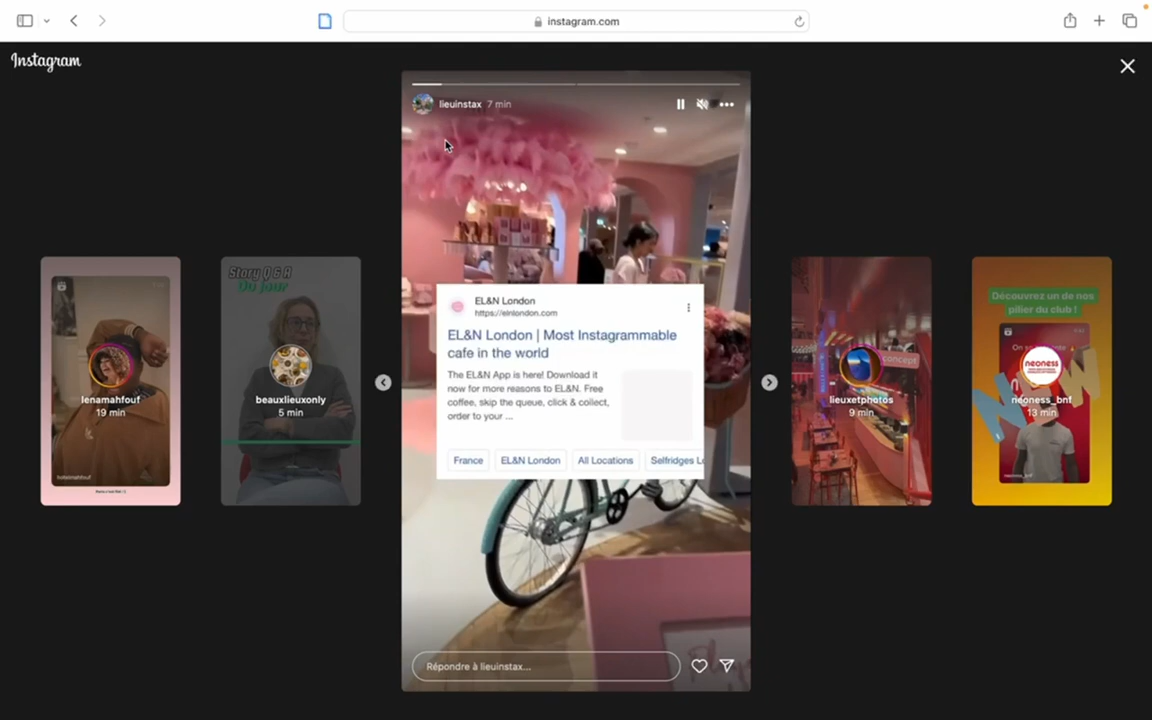 instagram.com
Instagram
lieuinstax 7 min
EL&N London
https://elnlondon.com
EL&N London | Most Instagrammable
cafe in the world
The EL&N App is here! Download it
now for more reasons to EL&N. Free
coffee, skip the queue, click & collect,
order to your ...
France
EL&N London
All Locations
Selfridges
Répondre à lieuinstax...
lenamahfouf
19 min
Story Q & A
Du jour
beauxlieuxonly
5 min
concept
lieuxetphotos
9 min
Découvrez un de nos
pilier du club !
neoness
neoness_bnf
13 min